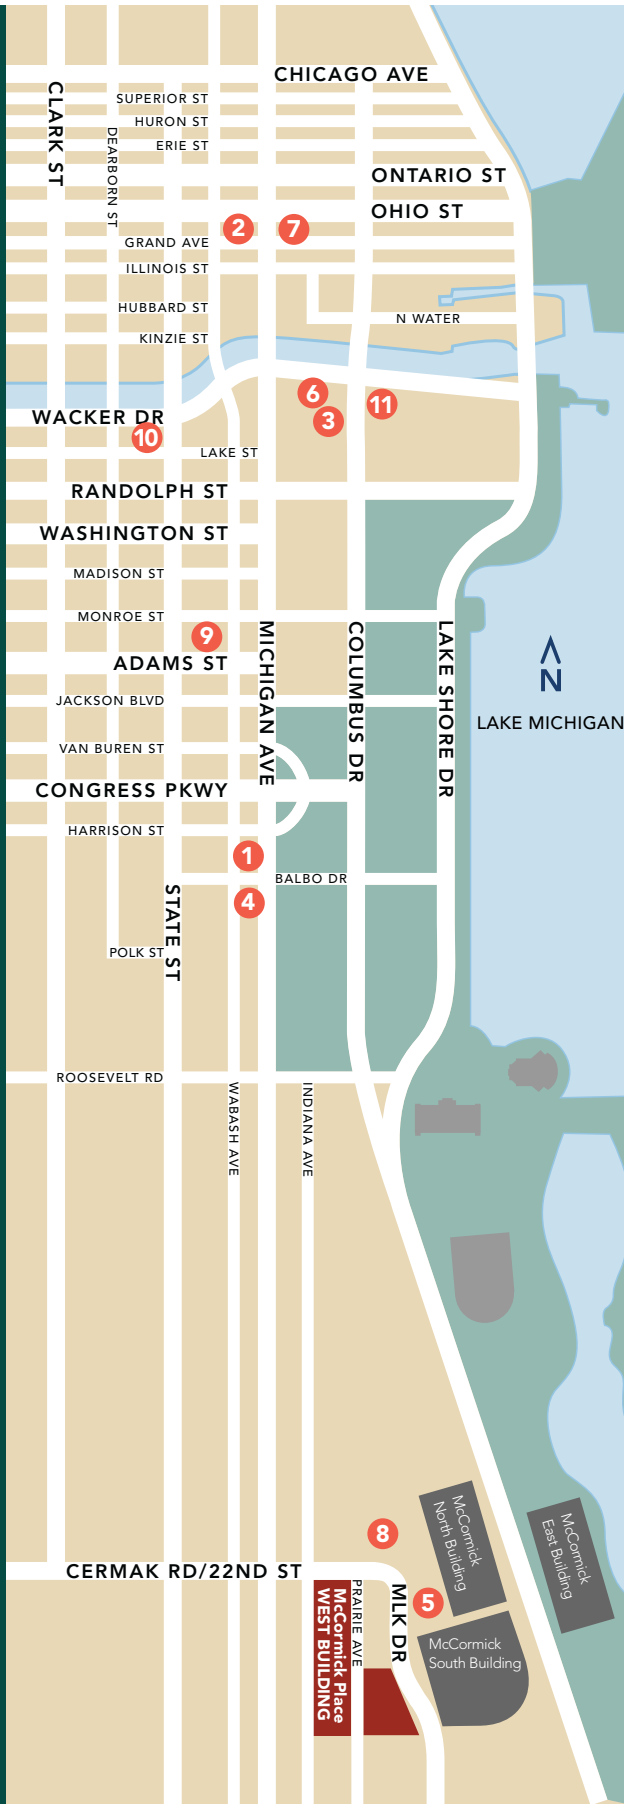 CHICAGO AVE
CLARK ST
SUPERIOR ST
HURON ST
DEARBORN ST
ERIE ST
ONTARIO ST
OHIO ST
2
7
GRAND AVE
ILLINOIS ST
HUBBARD ST
N WATER
KINZIE ST
6
11
3
WACKER DR
10
LAKE ST
RANDOLPH ST
WASHINGTON ST
MADISON ST
MONROE ST
9
MICHIGAN AVE
COLUMBUS DR
LAKE SHORE DR
N
ADAMS ST
JACKSON BLVD
LAKE MICHIGAN
VAN BUREN ST
CONGRESS PKWY
HARRISON ST
1
BALBO DR
STATE ST
4
POLK ST
ROOSEVELT RD
WABASH AVE
INDIANA AVE
McCormick
North Building
McCormick
East Building
8
CERMAK RD/22ND ST
McCormick Place
WEST BUILDING
PRAIRIE AVE
MLK DR
5
McCormick
South Building